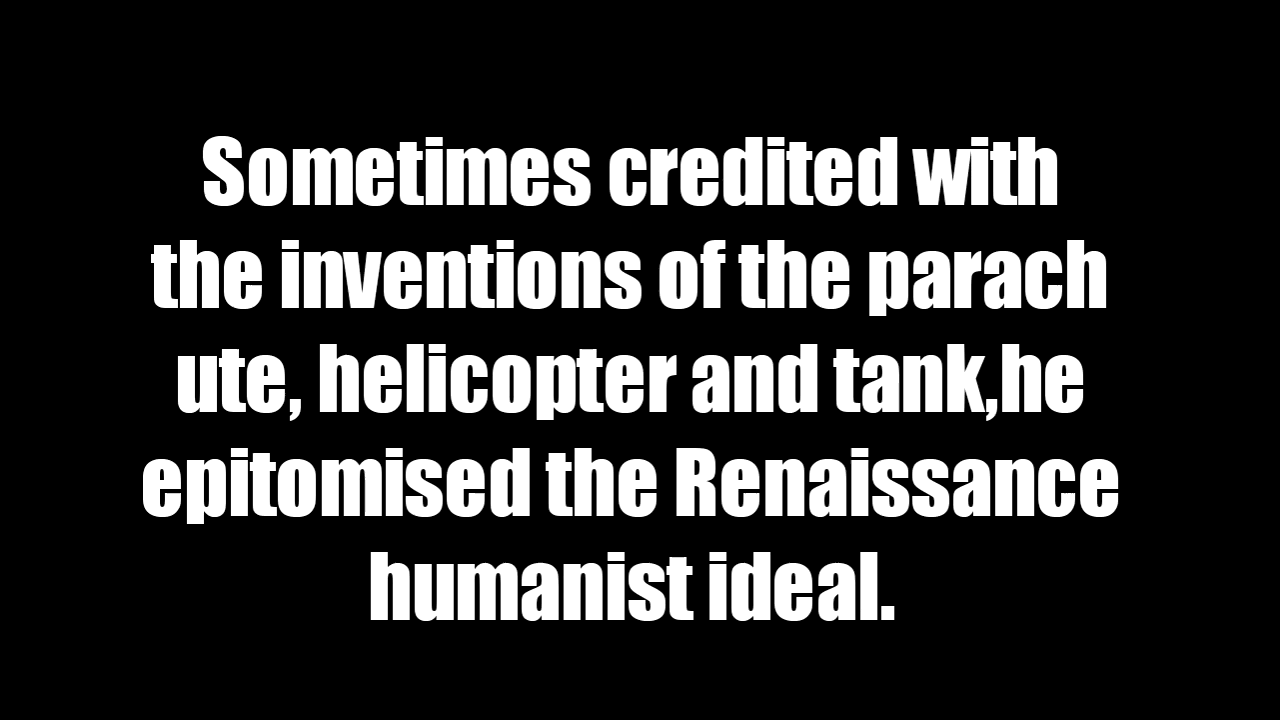 Sometimes credited with
the inventions of the parach
ute, helicopter and tank,he
epitomised the Renaissance
humanist ideal.